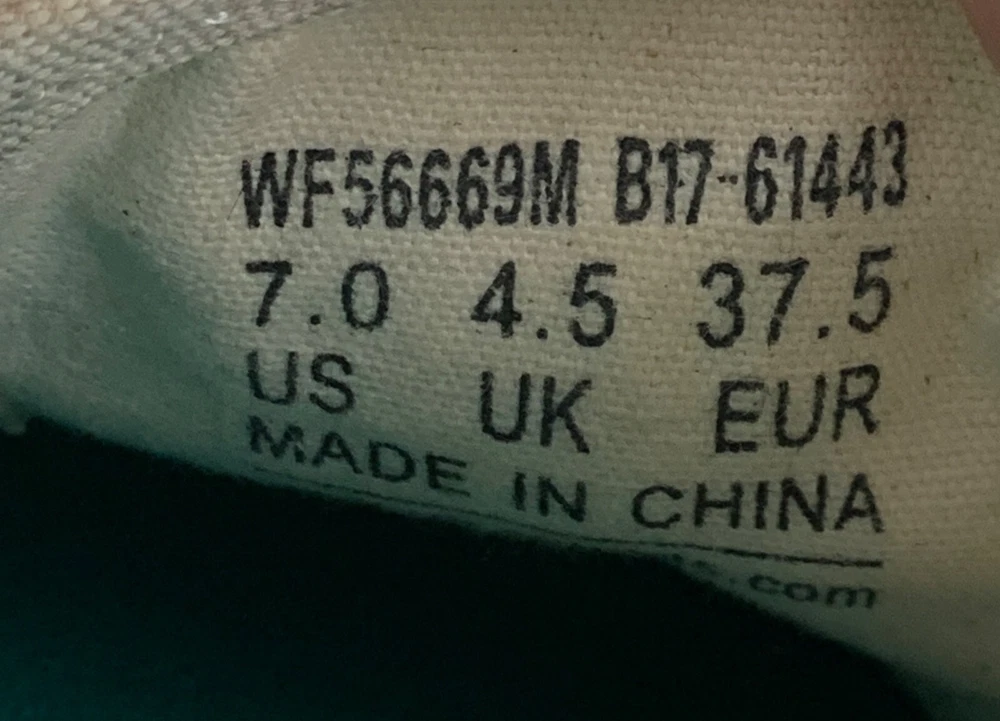 WF56669M B17-61443
7.0 4.5 37.5
US UK EUR
MADE IN CHINA